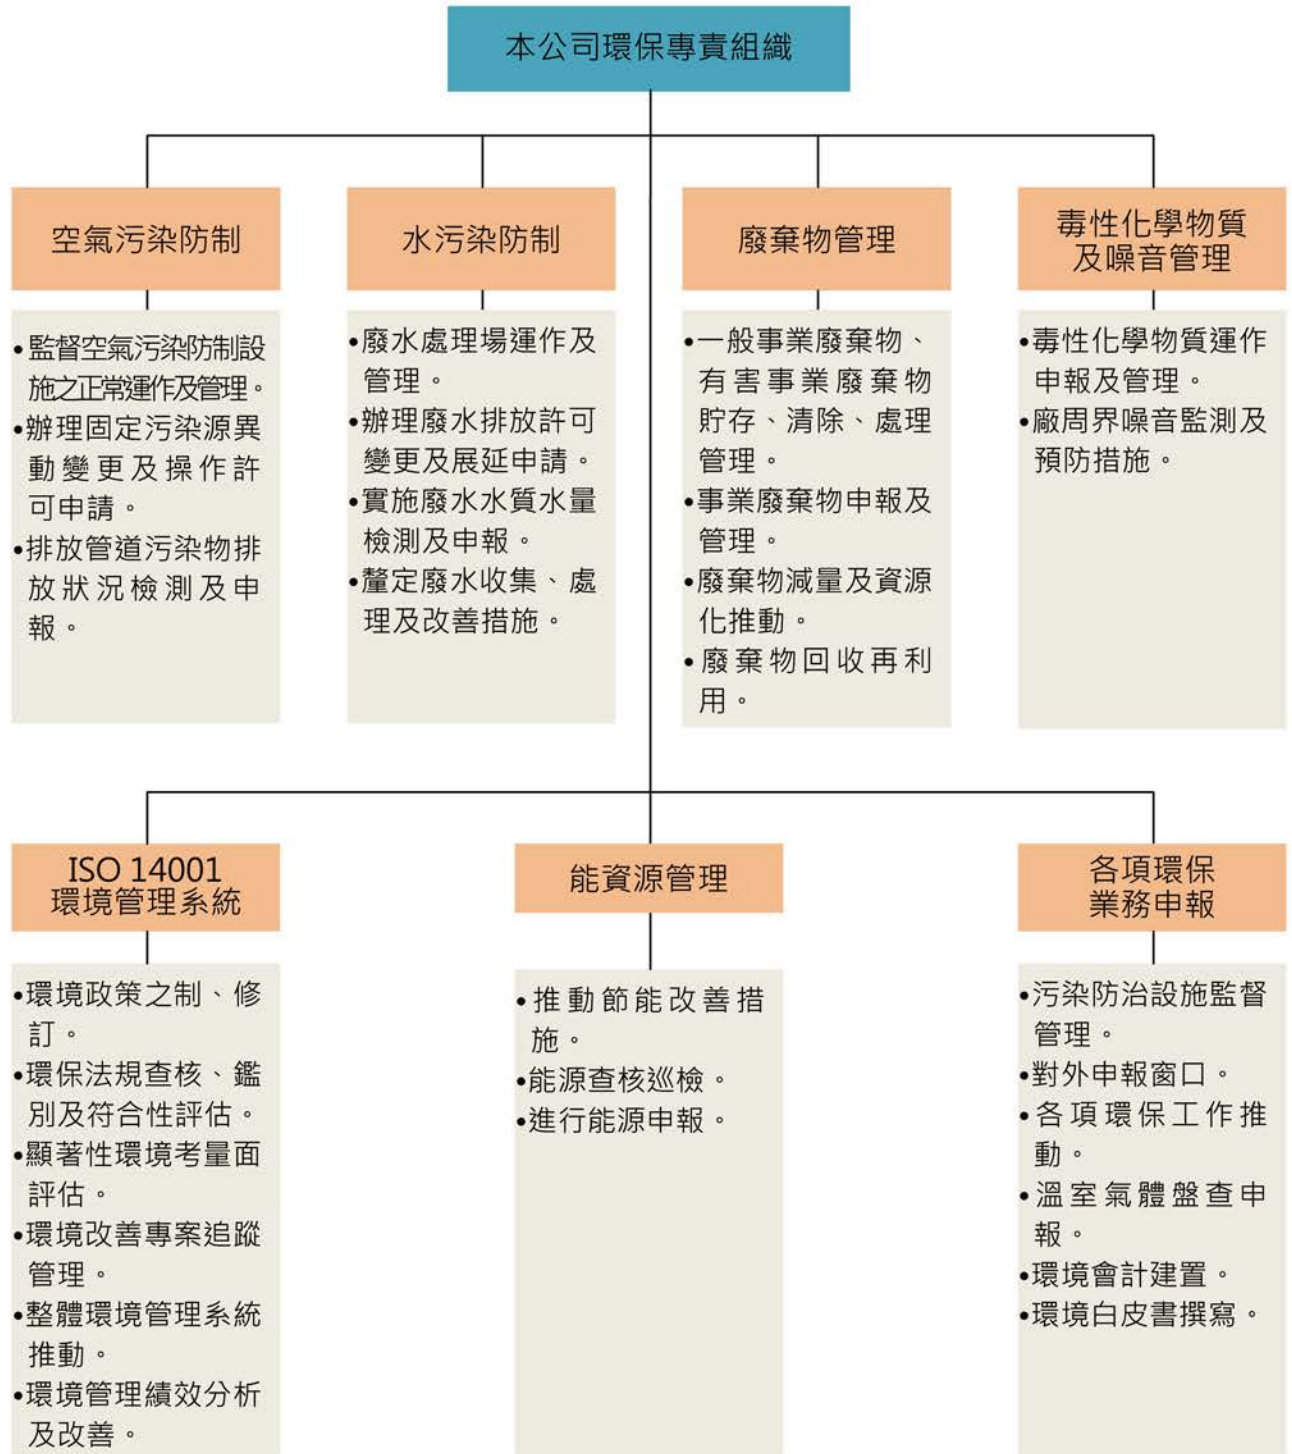 本公司環保專責組織
空氣污染防制
•監督空氣污染防制設
施之正常運作及管理。
•辦理固定污染源異
動變更及操作許
可申請。
•排放管道污染物排
放狀況檢測及申
報。
水污染防制
•廢水處理場運作及
管理。
•辦理廢水排放許可
變更及展延申請。
•實施廢水水質水量
檢測及申報。
•釐定廢水收集、處
理及改善措施。
廢棄物管理
•一般事業廢棄物、
有害事業廢棄物
貯存、清除、處理
管理。
•事業廢棄物申報及
管理。
•廢棄物減量及資源
化推動。
•廢棄物回收再利
用。
毒性化學物質
及噪音管理
•毒性化學物質運作
申報及管理。
•廠周界噪音監測及
預防措施。
ISO 14001
環境管理系統
•環境政策之制、修
訂。
•環保法規查核、鑑
別及符合性評估。
•顯著性環境考量面
評估。
•環境改善專案追蹤
管理。
•整體環境管理系統
推動。
•環境管理績效分析
及改善。
能資源管理
•推動節能改善措
施。
•能源查核巡檢。
•進行能源申報。
各項環保
業務申報
•污染防治設施監督
管理。
•對外申報窗口。
•各項環保工作推
動。
•溫室氣體盤查申
報。
•環境會計建置。
•環境白皮書撰寫。